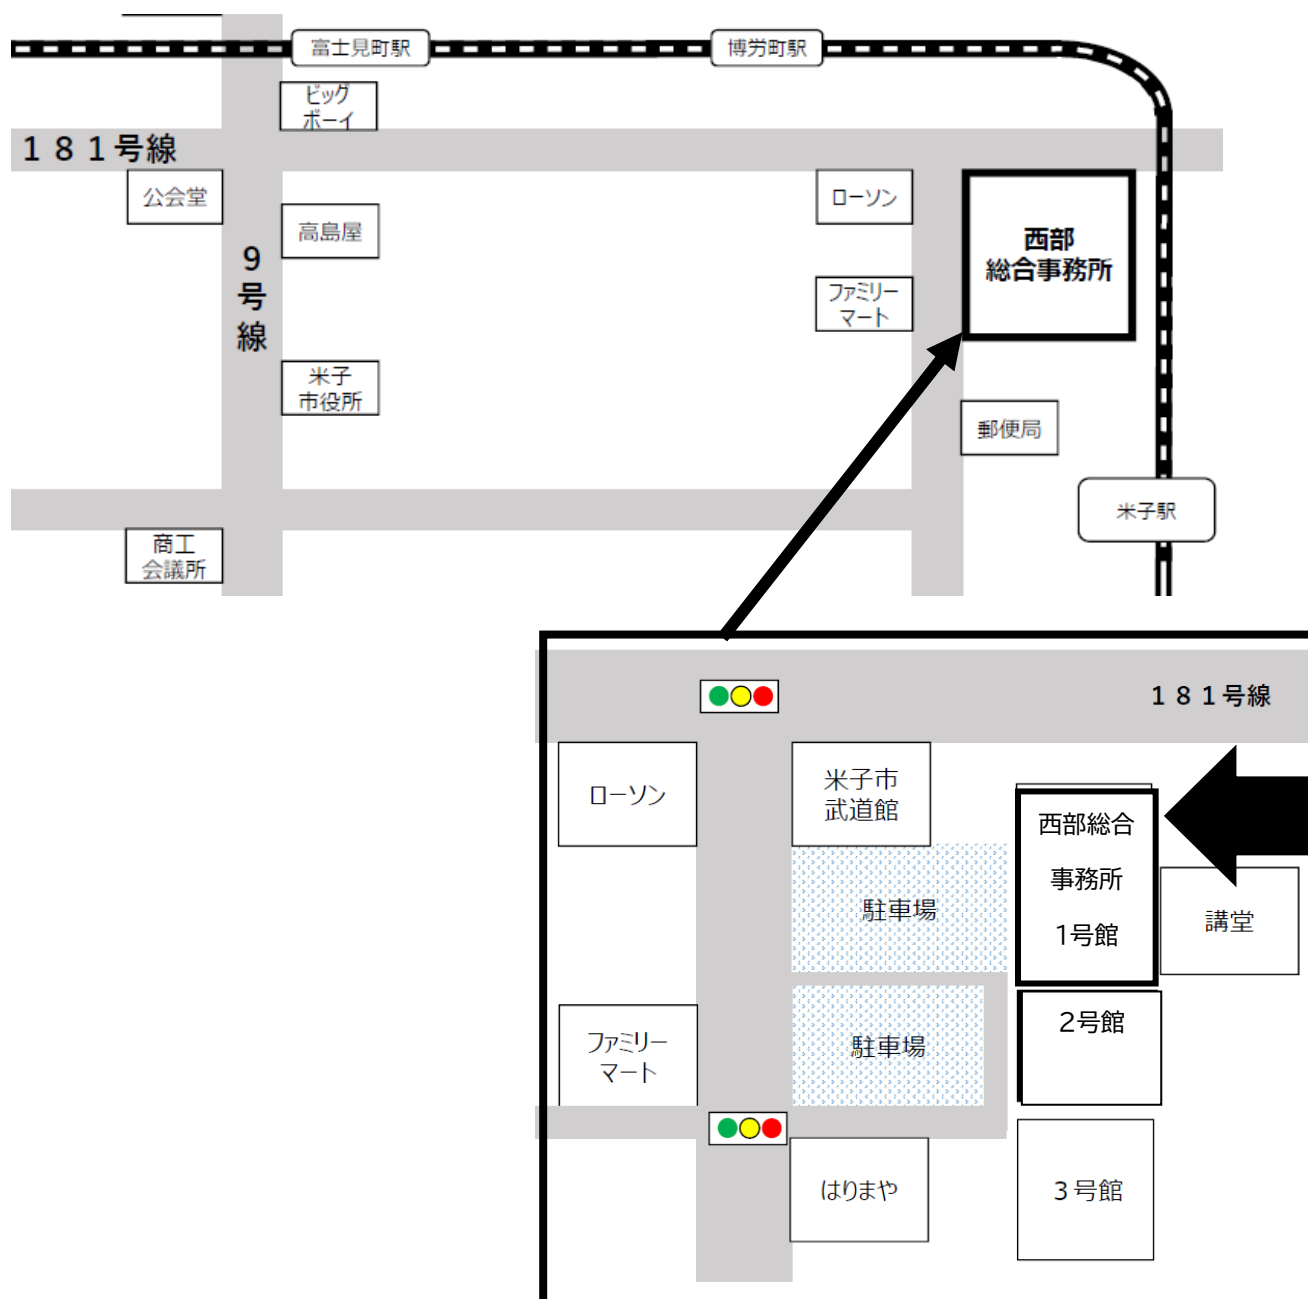 富士見町駅
博労町駅
ビッグ
ボーイ
１８１号線
公会堂
高島屋
9
号
線
米子
市役所
商工
会議所
ローソン
ファミリー
マート
西部
総合事務所
郵便局
米子駅
１８１号線
ローソン
米子市
武道館
西部総合
事務所
1号館
講堂
駐車場
2号館
ファミリー
マート
駐車場
はりまや
３号館